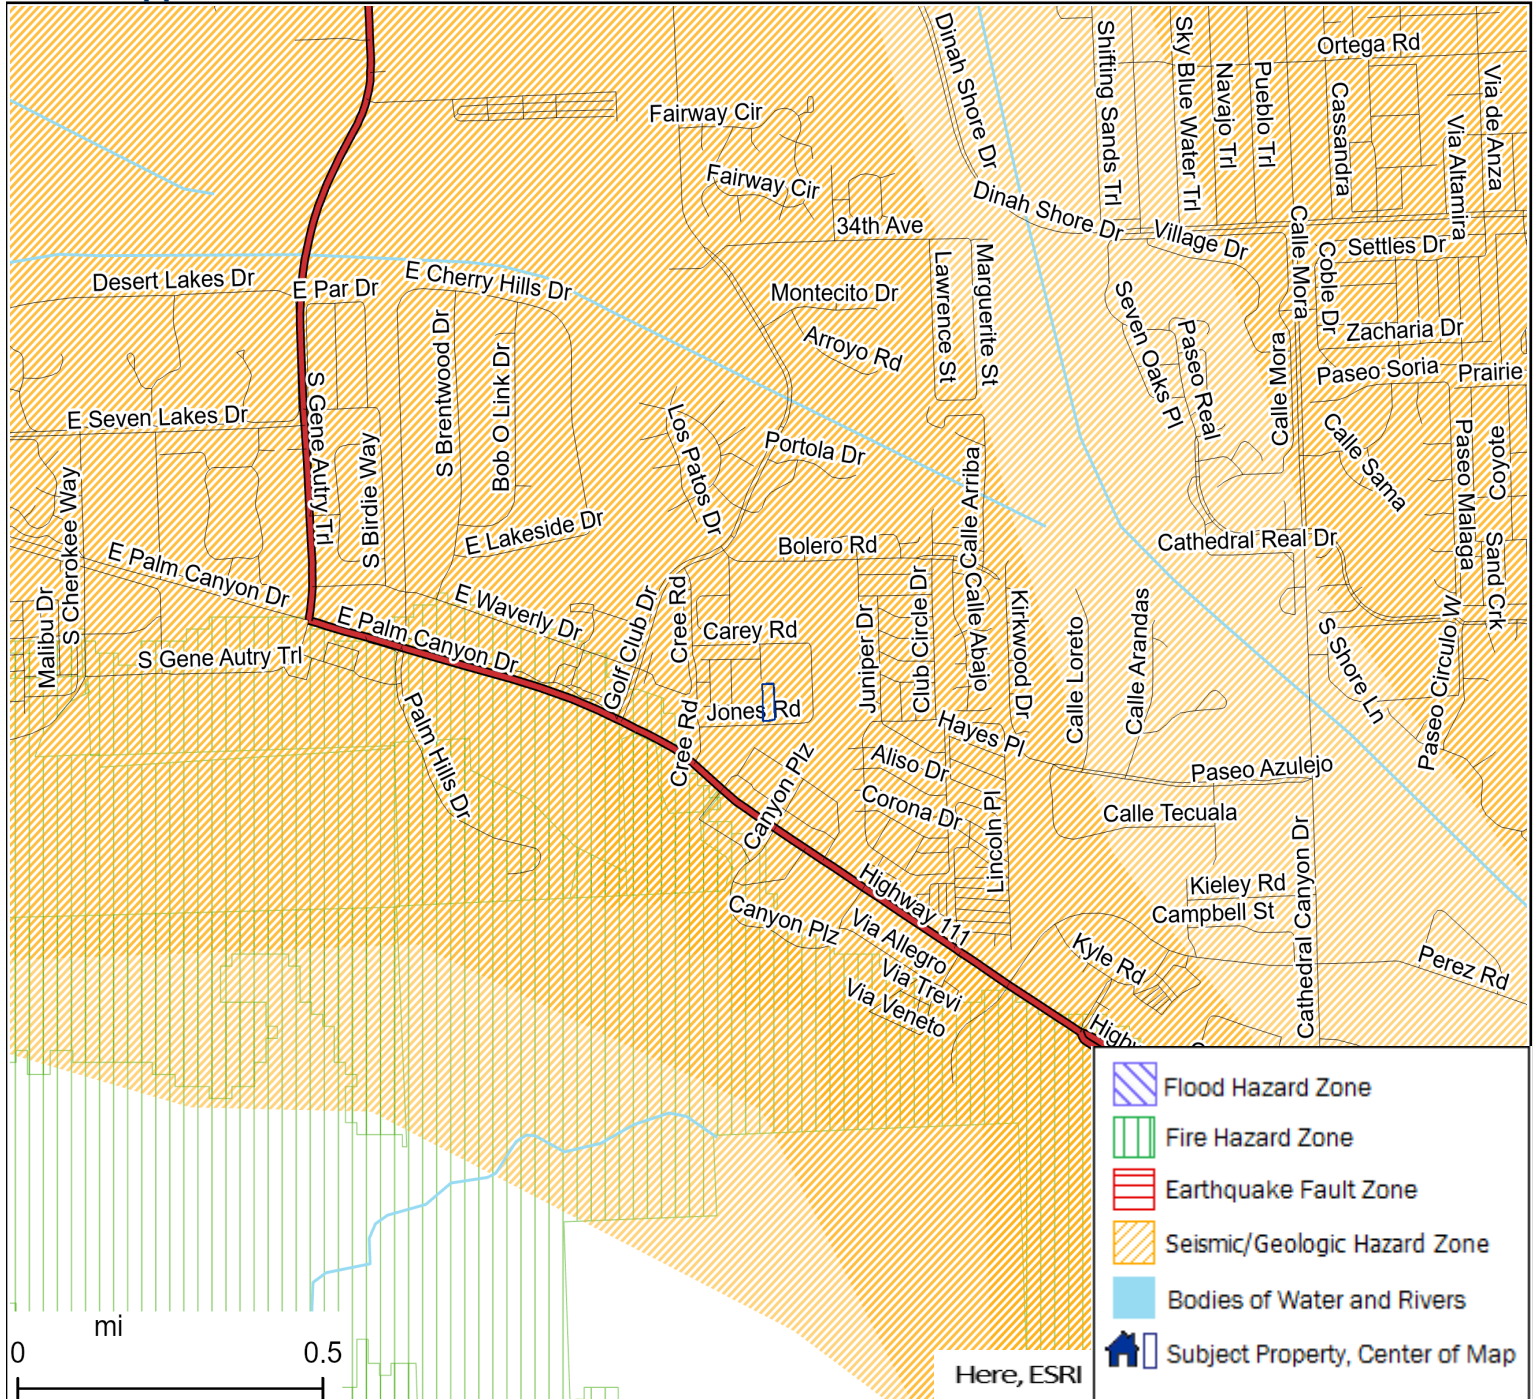 Dinah Shore Dr
Shifting Sands Trl
Sky Blue Water Trl
Navajo Trl
Pueblo Trl
Ortega Rd
Cassandra
Via de Anza
Via Altamira
Fairway Cir
Fairway Cir
34th Ave
Dinah Shore Dr
Village Dr
Calle Mora
Settles Dr
Coble Dr
Desert Lakes Dr
E Par Dr
E Cherry Hills Dr
Montecito Dr
Lawrence St
Marguerite St
Arroyo Rd
Seven Oaks Pl
Paseo Real
Calle Mora
Zacharia Dr
Paseo Soria
Prairie
E Seven Lakes Dr
S Gene Autry Trl
S Birdie Way
S Brentwood Dr
Bob O Link Dr
Los Patos Dr
Portola Dr
Calle Arriba
Calle Sama
Paseo Malaga
Coyote
Sand Crk
S Cherokee Way
Malibu Dr
E Palm Canyon Dr
E Lakeside Dr
Bolero Rd
Cathedral Real Dr
E Waverly Dr
Golf Club Dr
Cree Rd
Carey Rd
Juniper Dr
Club Circle Dr
Calle Abajo
Kirkwood Dr
Calle Loreto
Calle Arandas
S Shore Ln
Paseo Circulo W
S Gene Autry Trl
E Palm Canyon Dr
Palm Hills Dr
Jones Rd
Cree Rd
Canyon Plz
Hayes Pl
Aliso Dr
Corona Dr
Lincoln Pl
Paseo Azulejo
Calle Tecuala
Highway 111
Kieley Rd
Campbell St
Cathedral Canyon Dr
Canyon Plz
Via Allegro
Via Trevi
Via Veneto
Kyle Rd
Perez Rd
Flood Hazard Zone
Fire Hazard Zone
Earthquake Fault Zone
Seismic/Geologic Hazard Zone
Bodies of Water and Rivers
Subject Property, Center of Map
mi
0 0.5
Here, ESRI